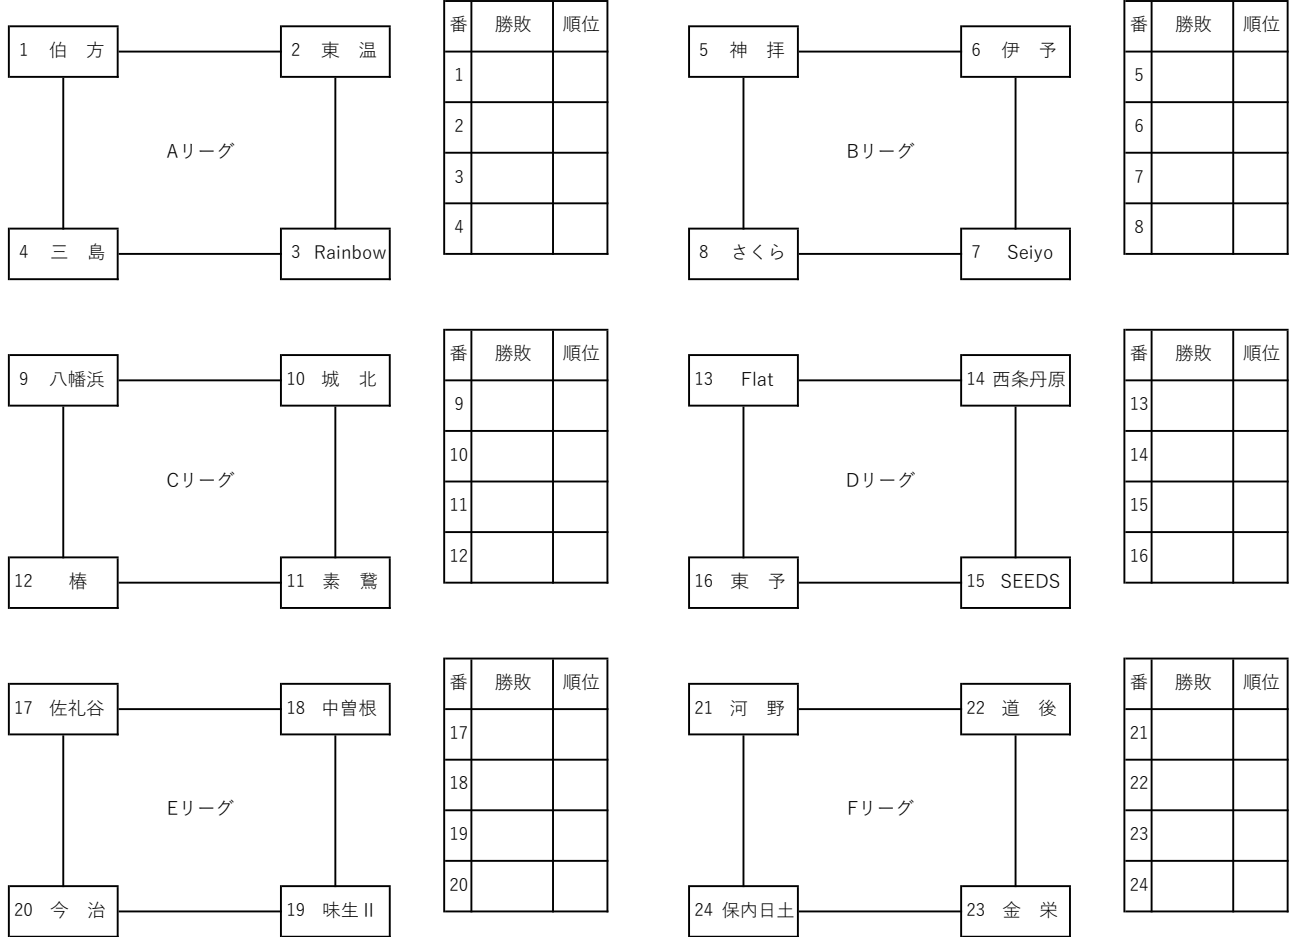 1 伯 方
2 東 温
Aリーグ
4 三 島
3 Rainbow
番 勝敗 順位
1
2
3
4
5 神 拝
6 伊 予
Bリーグ
8 さくら
7 Seiyo
番 勝敗 順位
5
6
7
8
9 八幡浜
10 城 北
Cリーグ
12 椿
11 素 鵞
番 勝敗 順位
9
10
11
12
13 Flat
14 西条丹原
Dリーグ
16 東 予
15 SEEDS
番 勝敗 順位
13
14
15
16
17 佐礼谷
18 中曽根
Eリーグ
20 今 治
19 味生Ⅱ
番 勝敗 順位
17
18
19
20
21 河 野
22 道 後
Fリーグ
24 保内日土
23 金 栄
番 勝敗 順位
21
22
23
24